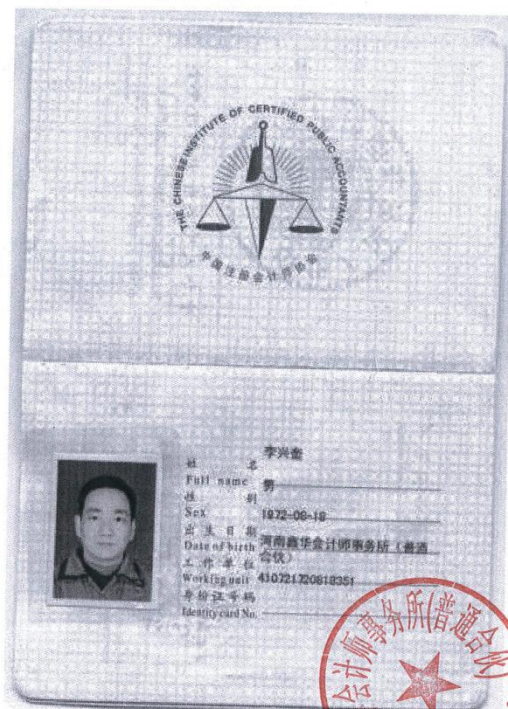 THE CHINESE INSTITUTE OF CERTIFIED PUBLIC ACCOUNTANTS
中国注册会计师协会
姓 名
李兴奎
Full name
性 别
男
Sex
出生日期
1972-08-18
Date of birth
工作单位
河南鑫华会计师事务所（普通
合伙）
Working unit
身份证号码
410721720818351
Identity card No.
会计师事务所(普通合伙)